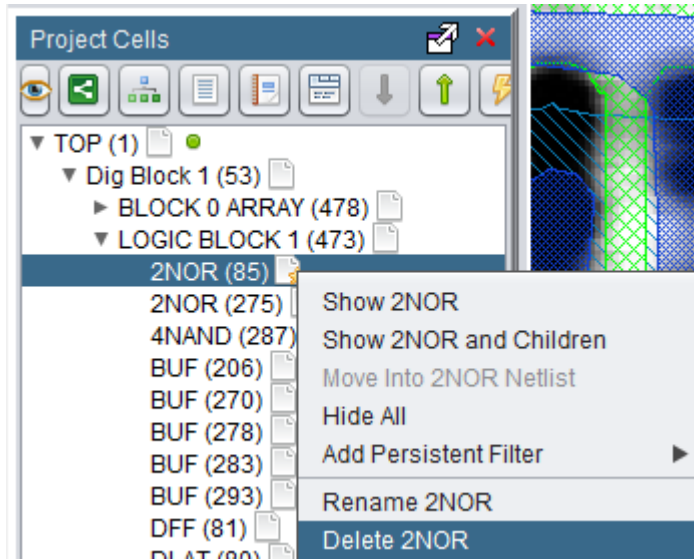 Project Cells
TOP (1)
Dig Block 1 (53)
BLOCK 0 ARRAY (478)
LOGIC BLOCK 1 (473)
2NOR (85)
2NOR (275)
4NAND (287)
BUF (206)
BUF (270)
BUF (278)
BUF (283)
BUF (293)
DFF (81)
DLAT (80)
Show 2NOR
Show 2NOR and Children
Move Into 2NOR Netlist
Hide All
Add Persistent Filter
Rename 2NOR
Delete 2NOR